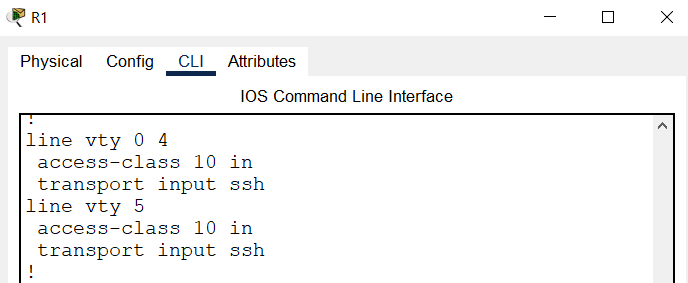 R1
Physical Config CLI Attributes
IOS Command Line Interface
!
line vty 0 4
 access-class 10 in
 transport input ssh
line vty 5
 access-class 10 in
 transport input ssh
!